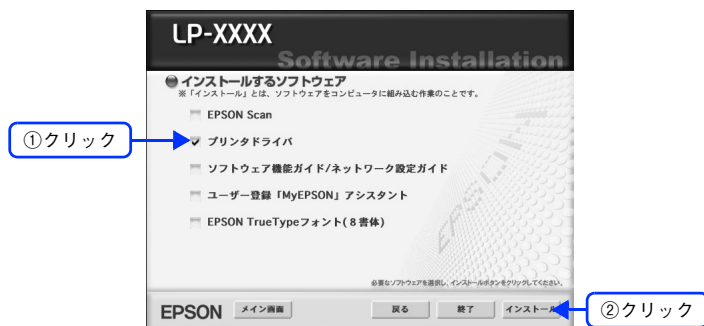 LP-XXXX
Software Installation
インストールするソフトウェア
※「インストール」とは、ソフトウェアをコンピュータに組み込む作業のことです。
EPSON Scan
①クリック
プリンタドライバ
ソフトウェア機能ガイド/ネットワーク設定ガイド
ユーザー登録「MyEPSON」アシスタント
EPSON TrueTypeフォント(8書体)
EPSON
必要なソフトウェアを選択し、インストールボタンをクリックしてください。
EPSON
メイン画面
戻る
終了
インストール
②クリック